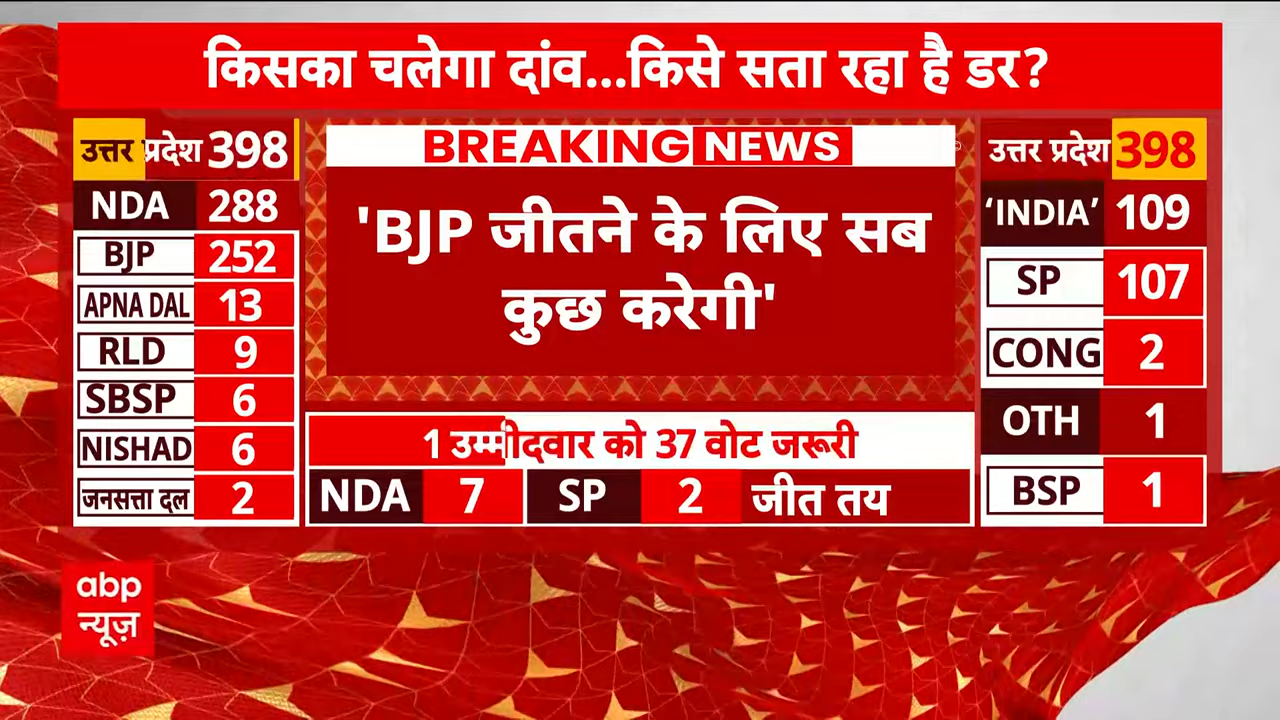 किसका चलेगा दांव...किसे सता रहा है डर?
उत्तर प्रदेश 398
NDA 288
BJP 252
APNA DAL 13
RLD 9
SBSP 6
NISHAD 6
जनसत्ता दल 2
BREAKING NEWS
'BJP जीतने के लिए सब
कुछ करेगी'
1 उम्मीदवार को 37 वोट जरूरी
NDA 7 SP 2 जीत तय
उत्तर प्रदेश 398
‘INDIA’ 109
SP 107
CONG 2
OTH 1
BSP 1
abp
न्यूज़